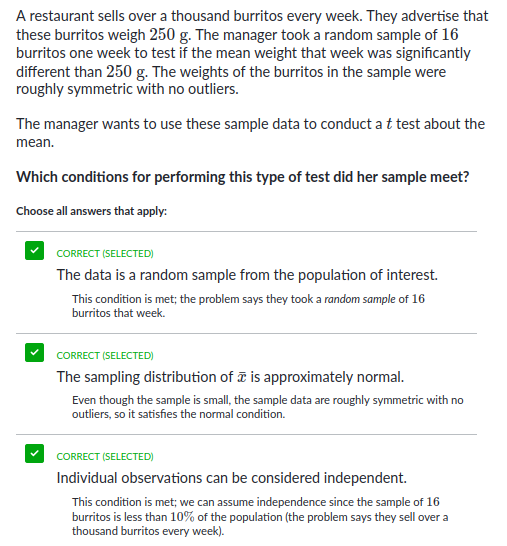 A restaurant sells over a thousand burritos every week. They advertise that
these burritos weigh 250 g. The manager took a random sample of 16
burritos one week to test if the mean weight that week was significantly
different than 250 g. The weights of the burritos in the sample were
roughly symmetric with no outliers.
The manager wants to use these sample data to conduct a t test about the
mean.
Which conditions for performing this type of test did her sample meet?
Choose all answers that apply:
CORRECT (SELECTED)
The data is a random sample from the population of interest.
This condition is met; the problem says they took a random sample of 16
burritos that week.
CORRECT (SELECTED)
The sampling distribution of x̄ is approximately normal.
Even though the sample is small, the sample data are roughly symmetric with no
outliers, so it satisfies the normal condition.
CORRECT (SELECTED)
Individual observations can be considered independent.
This condition is met; we can assume independence since the sample of 16
burritos is less than 10% of the population (the problem says they sell over a
thousand burritos every week).